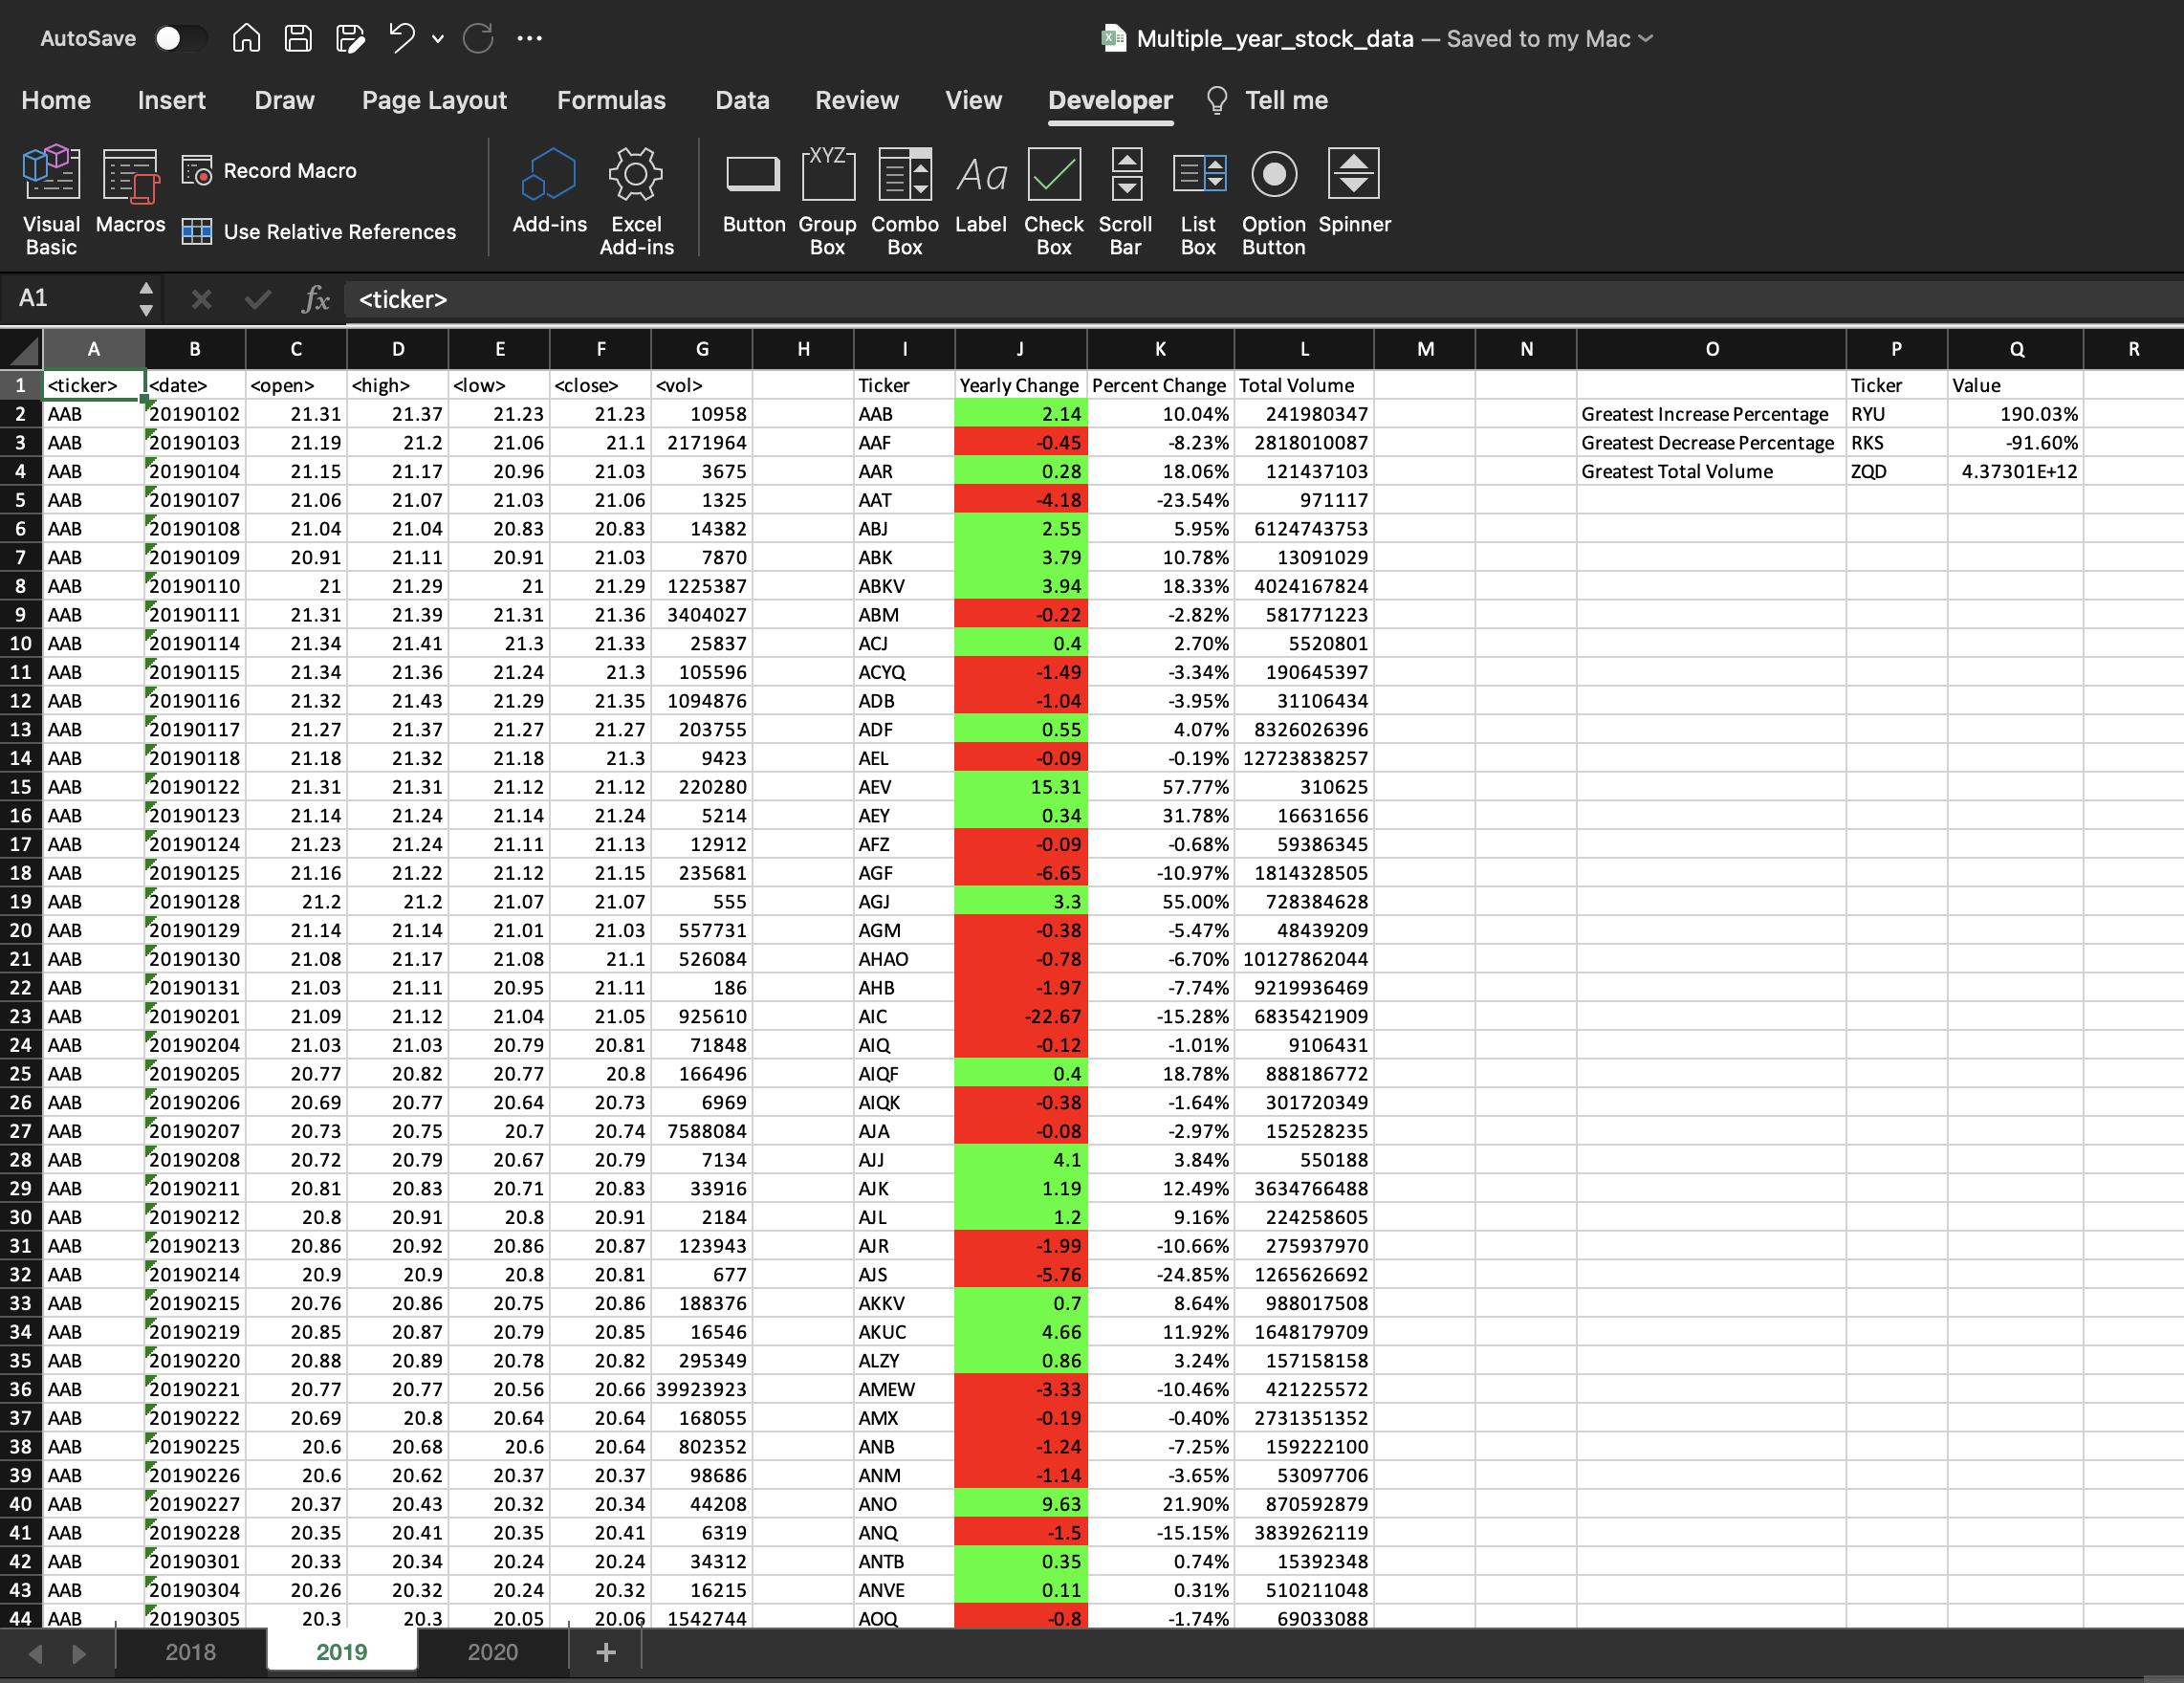 AutoSave
Multiple_year_stock_data — Saved to my Mac
Home Insert Draw Page Layout Formulas Data Review View Developer Tell me
Visual Basic Macros Record Macro Use Relative References Add-ins Excel Add-ins Button XYZ Group Box Combo Box Aa Label Check Box Scroll Bar List Box Option Button Spinner
A1 fx <ticker>
A B C D E F G H I J K L M N O P Q R
1 <ticker> <date> <open> <high> <low> <close> <vol> Ticker Yearly Change Percent Change Total Volume Ticker Value
2 AAB 20190102 21.31 21.37 21.23 21.23 10958 AAB 2.14 10.04% 241980347 Greatest Increase Percentage RYU 190.03%
3 AAB 20190103 21.19 21.2 21.06 21.1 2171964 AAF -0.45 -8.23% 2818010087 Greatest Decrease Percentage RKS -91.60%
4 AAB 20190104 21.15 21.17 20.96 21.03 3675 AAR 0.28 18.06% 121437103 Greatest Total Volume ZQD 4.37301E+12
5 AAB 20190107 21.06 21.07 21.03 21.06 1325 AAT -4.18 -23.54% 971117
6 AAB 20190108 21.04 21.04 20.83 20.83 14382 ABJ 2.55 5.95% 6124743753
7 AAB 20190109 20.91 21.11 20.91 21.03 7870 ABK 3.79 10.78% 13091029
8 AAB 20190110 21 21.29 21 21.29 1225387 ABKV 3.94 18.33% 4024167824
9 AAB 20190111 21.31 21.39 21.31 21.36 3404027 ABM -0.22 -2.82% 581771223
10 AAB 20190114 21.34 21.41 21.3 21.33 25837 ACJ 0.4 2.70% 5520801
11 AAB 20190115 21.34 21.36 21.24 21.3 105596 ACYQ -1.49 -3.34% 190645397
12 AAB 20190116 21.32 21.43 21.29 21.35 1094876 ADB -1.04 -3.95% 31106434
13 AAB 20190117 21.27 21.37 21.27 21.27 203755 ADF 0.55 4.07% 8326026396
14 AAB 20190118 21.18 21.32 21.18 21.3 9423 AEL -0.09 -0.19% 12723838257
15 AAB 20190122 21.31 21.31 21.12 21.12 220280 AEV 15.31 57.77% 310625
16 AAB 20190123 21.14 21.24 21.14 21.24 5214 AEY 0.34 31.78% 16631656
17 AAB 20190124 21.23 21.24 21.11 21.13 12912 AFZ -0.09 -0.68% 59386345
18 AAB 20190125 21.16 21.22 21.12 21.15 235681 AGF -6.65 -10.97% 1814328505
19 AAB 20190128 21.2 21.2 21.07 21.07 555 AGJ 3.3 55.00% 728384628
20 AAB 20190129 21.14 21.14 21.01 21.03 557731 AGM -0.38 -5.47% 48439209
21 AAB 20190130 21.08 21.17 21.08 21.1 526084 AHAO -0.78 -6.70% 10127862044
22 AAB 20190131 21.03 21.11 20.95 21.11 186 AHB -1.97 -7.74% 9219936469
23 AAB 20190201 21.09 21.12 21.04 21.05 925610 AIC -22.67 -15.28% 6835421909
24 AAB 20190204 21.03 21.03 20.79 20.81 71848 AIQ -0.12 -1.01% 9106431
25 AAB 20190205 20.77 20.82 20.77 20.8 166496 AIQF 0.4 18.78% 888186772
26 AAB 20190206 20.69 20.77 20.64 20.73 6969 AIQK -0.38 -1.64% 301720349
27 AAB 20190207 20.73 20.75 20.7 20.74 7588084 AJA -0.08 -2.97% 152528235
28 AAB 20190208 20.72 20.79 20.67 20.79 7134 AJJ 4.1 3.84% 550188
29 AAB 20190211 20.81 20.83 20.71 20.83 33916 AJK 1.19 12.49% 3634766488
30 AAB 20190212 20.8 20.91 20.8 20.91 2184 AJL 1.2 9.16% 224258605
31 AAB 20190213 20.86 20.92 20.86 20.87 123943 AJR -1.99 -10.66% 275937970
32 AAB 20190214 20.9 20.9 20.8 20.81 677 AJS -5.76 -24.85% 1265626692
33 AAB 20190215 20.76 20.86 20.75 20.86 188376 AKKV 0.7 8.64% 988017508
34 AAB 20190219 20.85 20.87 20.79 20.85 16546 AKUC 4.66 11.92% 1648179709
35 AAB 20190220 20.88 20.89 20.78 20.82 295349 ALZY 0.86 3.24% 157158158
36 AAB 20190221 20.77 20.77 20.56 20.66 39923923 AMEW -3.33 -10.46% 421225572
37 AAB 20190222 20.69 20.8 20.64 20.64 168055 AMX -0.19 -0.40% 2731351352
38 AAB 20190225 20.6 20.68 20.6 20.64 802352 ANB -1.24 -7.25% 159222100
39 AAB 20190226 20.6 20.62 20.37 20.37 98686 ANM -1.14 -3.65% 53097706
40 AAB 20190227 20.37 20.43 20.32 20.34 44208 ANO 9.63 21.90% 870592879
41 AAB 20190228 20.35 20.41 20.35 20.41 6319 ANQ -1.5 -15.15% 3839262119
42 AAB 20190301 20.33 20.34 20.24 20.24 34312 ANTB 0.35 0.74% 15392348
43 AAB 20190304 20.26 20.32 20.24 20.32 16215 ANVE 0.11 0.31% 510211048
44 AAB 20190305 20.3 20.3 20.05 20.06 1542744 AOQ -0.8 -1.74% 69033088
2018 2019 2020 +